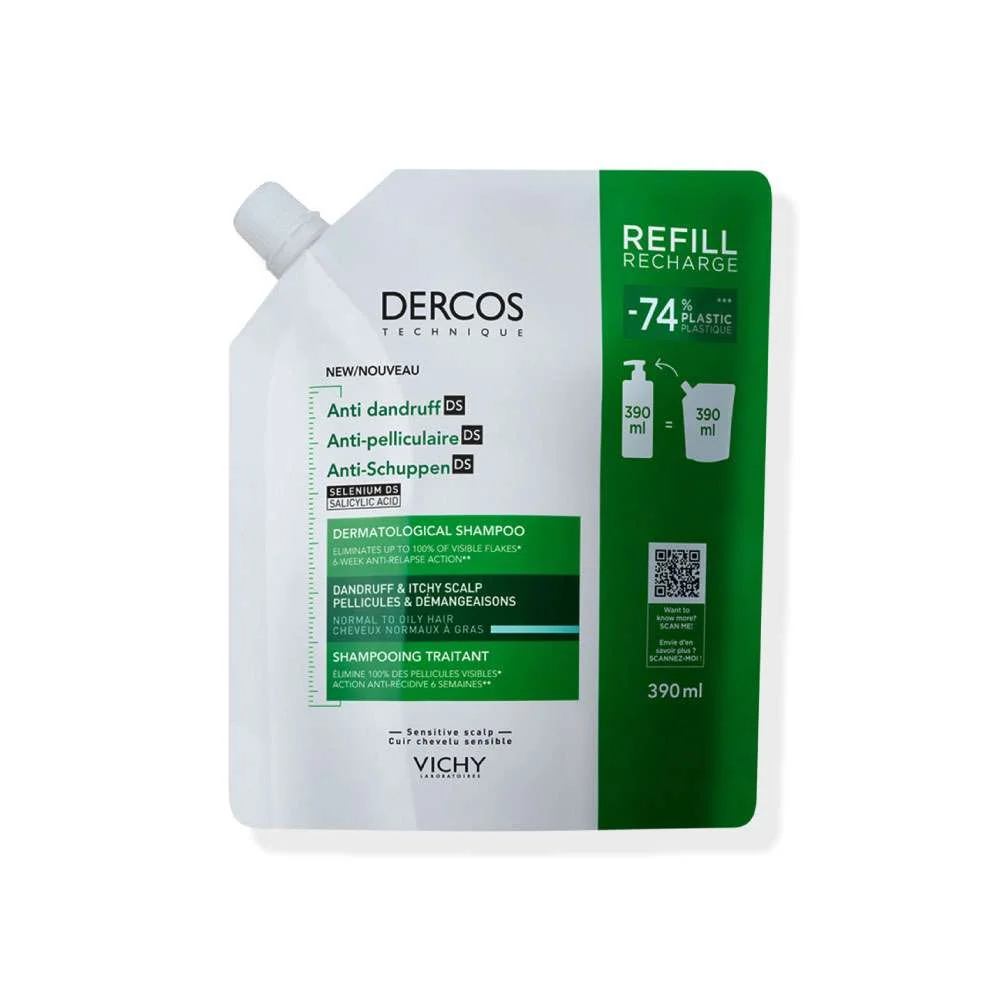 DERCOS
TECHNIQUE
NEW/NOUVEAU
Anti dandruff DS
Anti-pelliculaire DS
Anti-Schuppen DS
SELENIUM DS
SALICYLIC ACID
DERMATOLOGICAL SHAMPOO
ELIMINATES UP TO 100% OF VISIBLE FLAKES*
6-WEEK ANTI-RELAPSE ACTION**
DANDRUFF & ITCHY SCALP
PELLICULES & DÉMANGEAISONS
NORMAL TO OILY HAIR
CHEVEUX NORMAUX À GRAS
SHAMPOOING TRAITANT
ÉLIMINE 100% DES PELLICULES VISIBLES*
ACTION ANTI-RÉCIDIVE 6 SEMAINES**
— Sensitive scalp —
Cuir chevelu sensible
VICHY
LABORATOIRES
REFILL
RECHARGE
-74% PLASTIC***
PLASTIQUE
390 ml = 390 ml
Want to
know more?
SCAN ME!
Envie d'en
savoir plus ?
SCANNEZ-MOI !
390 ml